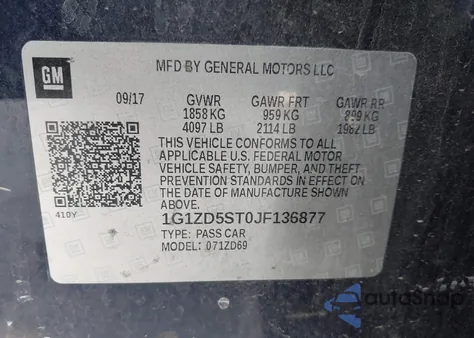 GM
MFD BY GENERAL MOTORS LLC
09/17 GVWR GAWR FRT GAWR RR
1858 KG 959 KG 899 KG
4097 LB 2114 LB 1982 LB
THIS VEHICLE CONFORMS TO ALL
APPLICABLE U.S. FEDERAL MOTOR
VEHICLE SAFETY, BUMPER, AND THEFT
PREVENTION STANDARDS IN EFFECT ON
THE DATE OF MANUFACTURE SHOWN
ABOVE.
410Y
1G1ZD5ST0JF136877
TYPE: PASS CAR
MODEL: 071ZD69
autoSnap